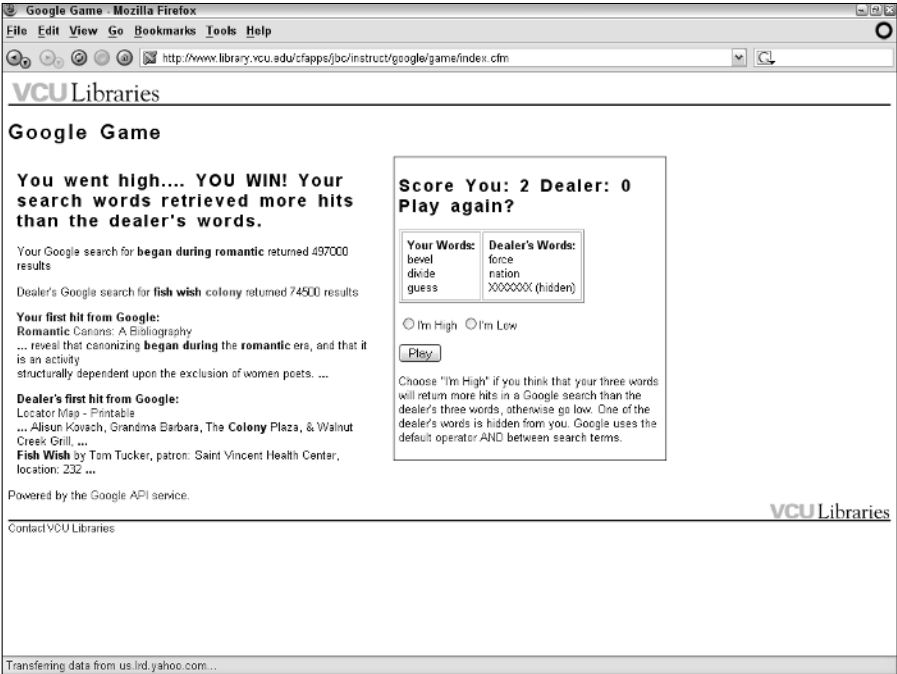 Google Game - Mozilla Firefox
File Edit View Go Bookmarks Tools Help
http://www.library.vcu.edu/cfapps/jbc/instruct/google/game/index.cfm
VCU Libraries
Google Game
You went high.... YOU WIN! Your
search words retrieved more hits
than the dealer's words.
Your Google search for began during romantic returned 497000
results
Dealer's Google search for fish wish colony returned 74500 results
Your first hit from Google:
Romantic Canons: A Bibliography
... reveal that canonizing began during the romantic era, and that it
is an activity
structurally dependent upon the exclusion of women poets. ...
Dealer's first hit from Google:
Locator Map - Printable
... Alisun Kovach, Grandma Barbara, The Colony Plaza, & Walnut
Creek Grill, ...
Fish Wish by Tom Tucker, patron: Saint Vincent Health Center,
location: 232 ...
Powered by the Google API service.
Score You: 2 Dealer: 0
Play again?
Your Words: Dealer's Words:
bevel force
divide nation
guess XXXXXXX (hidden)
I'm High I'm Low
Play
Choose "I'm High" if you think that your three words
will return more hits in a Google search than the
dealer's three words, otherwise go low. One of the
dealer's words is hidden from you. Google uses the
default operator AND between search terms.
VCU Libraries
Contact VCU Libraries
Transferring data from us.lrd.yahoo.com...